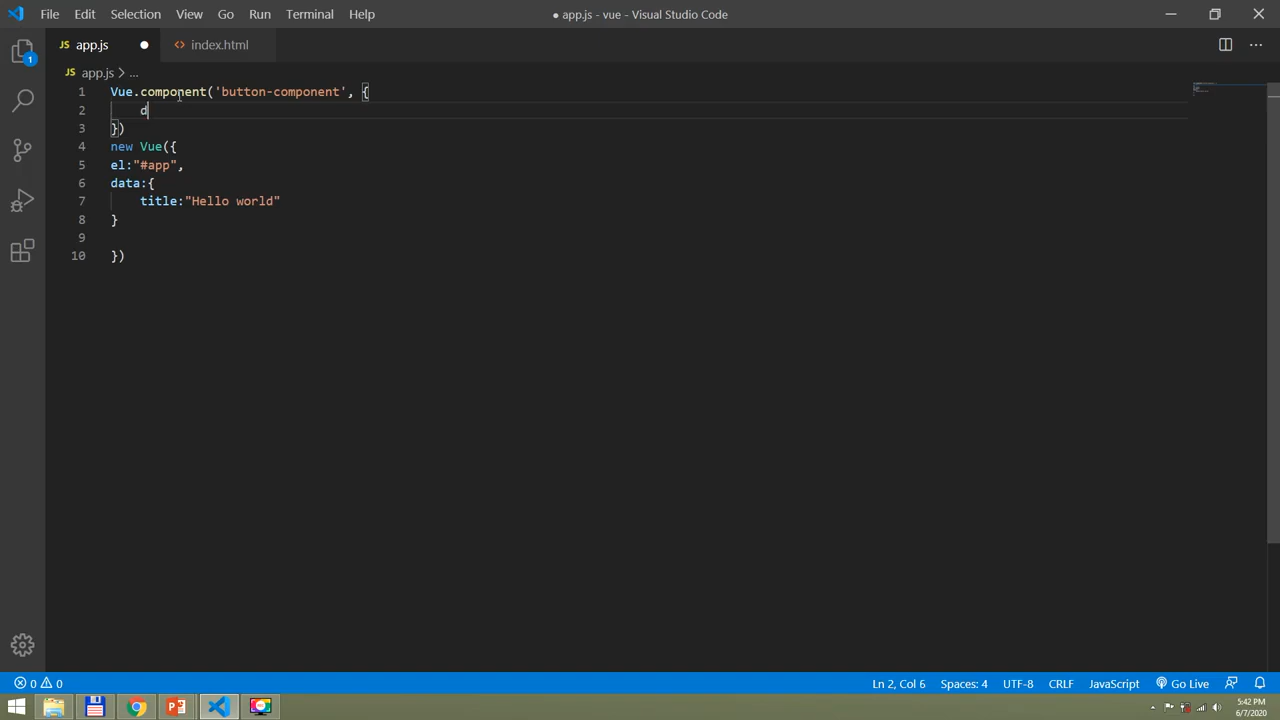 File Edit Selection View Go Run Terminal Help
● app.js - vue - Visual Studio Code
JS app.js ●
<> index.html
1
JS app.js > ...
1 Vue.component('button-component', {
2 d
3 })
4 new Vue({
5 el:"#app",
6 data:{
7 title:"Hello world"
8 }
9
10 })
0 0
Ln 2, Col 6 Spaces: 4 UTF-8 CRLF JavaScript Go Live
5:42 PM
6/7/2020